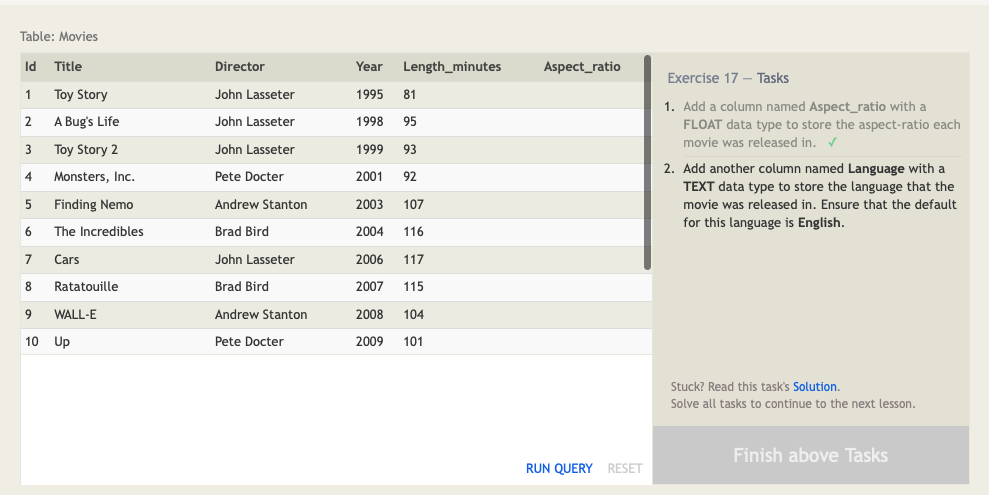 Table: Movies
Id Title Director Year Length_minutes Aspect_ratio
1 Toy Story John Lasseter 1995 81
2 A Bug's Life John Lasseter 1998 95
3 Toy Story 2 John Lasseter 1999 93
4 Monsters, Inc. Pete Docter 2001 92
5 Finding Nemo Andrew Stanton 2003 107
6 The Incredibles Brad Bird 2004 116
7 Cars John Lasseter 2006 117
8 Ratatouille Brad Bird 2007 115
9 WALL-E Andrew Stanton 2008 104
10 Up Pete Docter 2009 101
RUN QUERY RESET
Exercise 17 — Tasks
1. Add a column named Aspect_ratio with a
FLOAT data type to store the aspect-ratio each
movie was released in. ✓
2. Add another column named Language with a
TEXT data type to store the language that the
movie was released in. Ensure that the default
for this language is English.
Stuck? Read this task's Solution.
Solve all tasks to continue to the next lesson.
Finish above Tasks